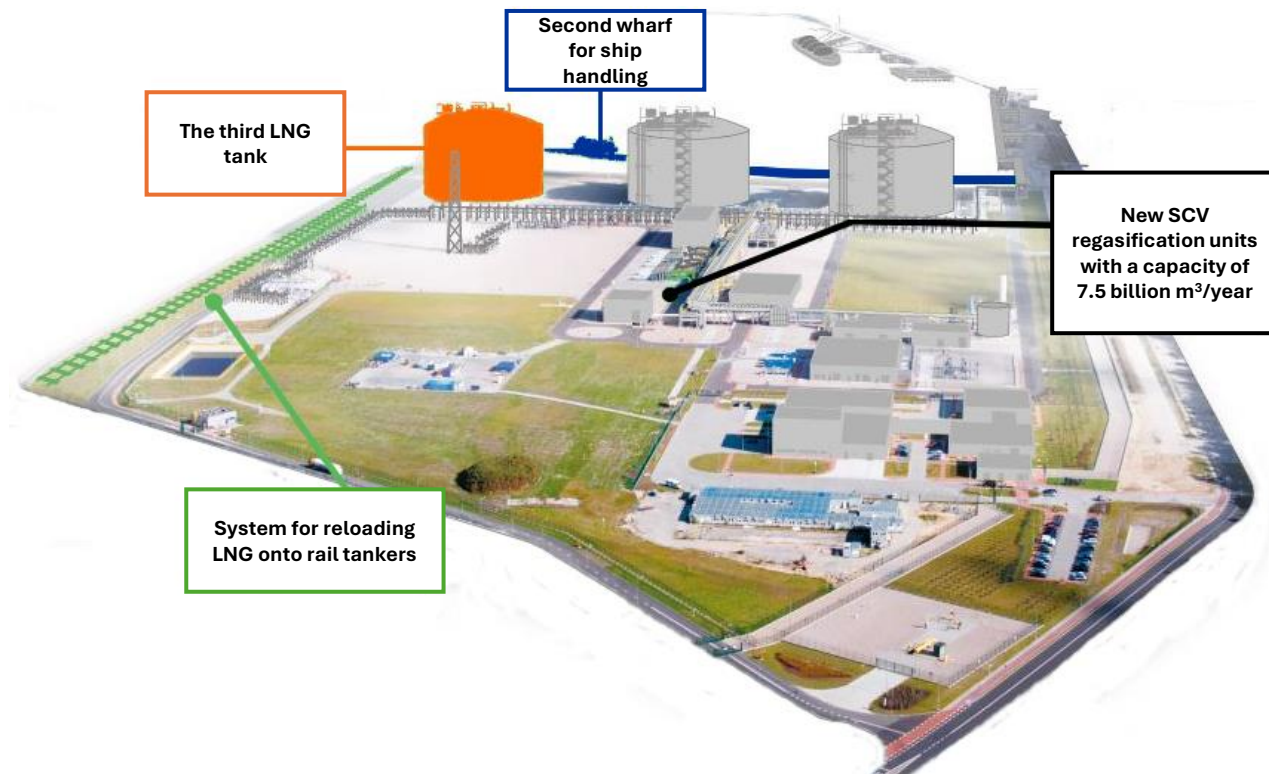 Second wharf
for ship
handling
The third LNG
tank
New SCV
regasification units
with a capacity of
7.5 billion m³/year
System for reloading
LNG onto rail tankers